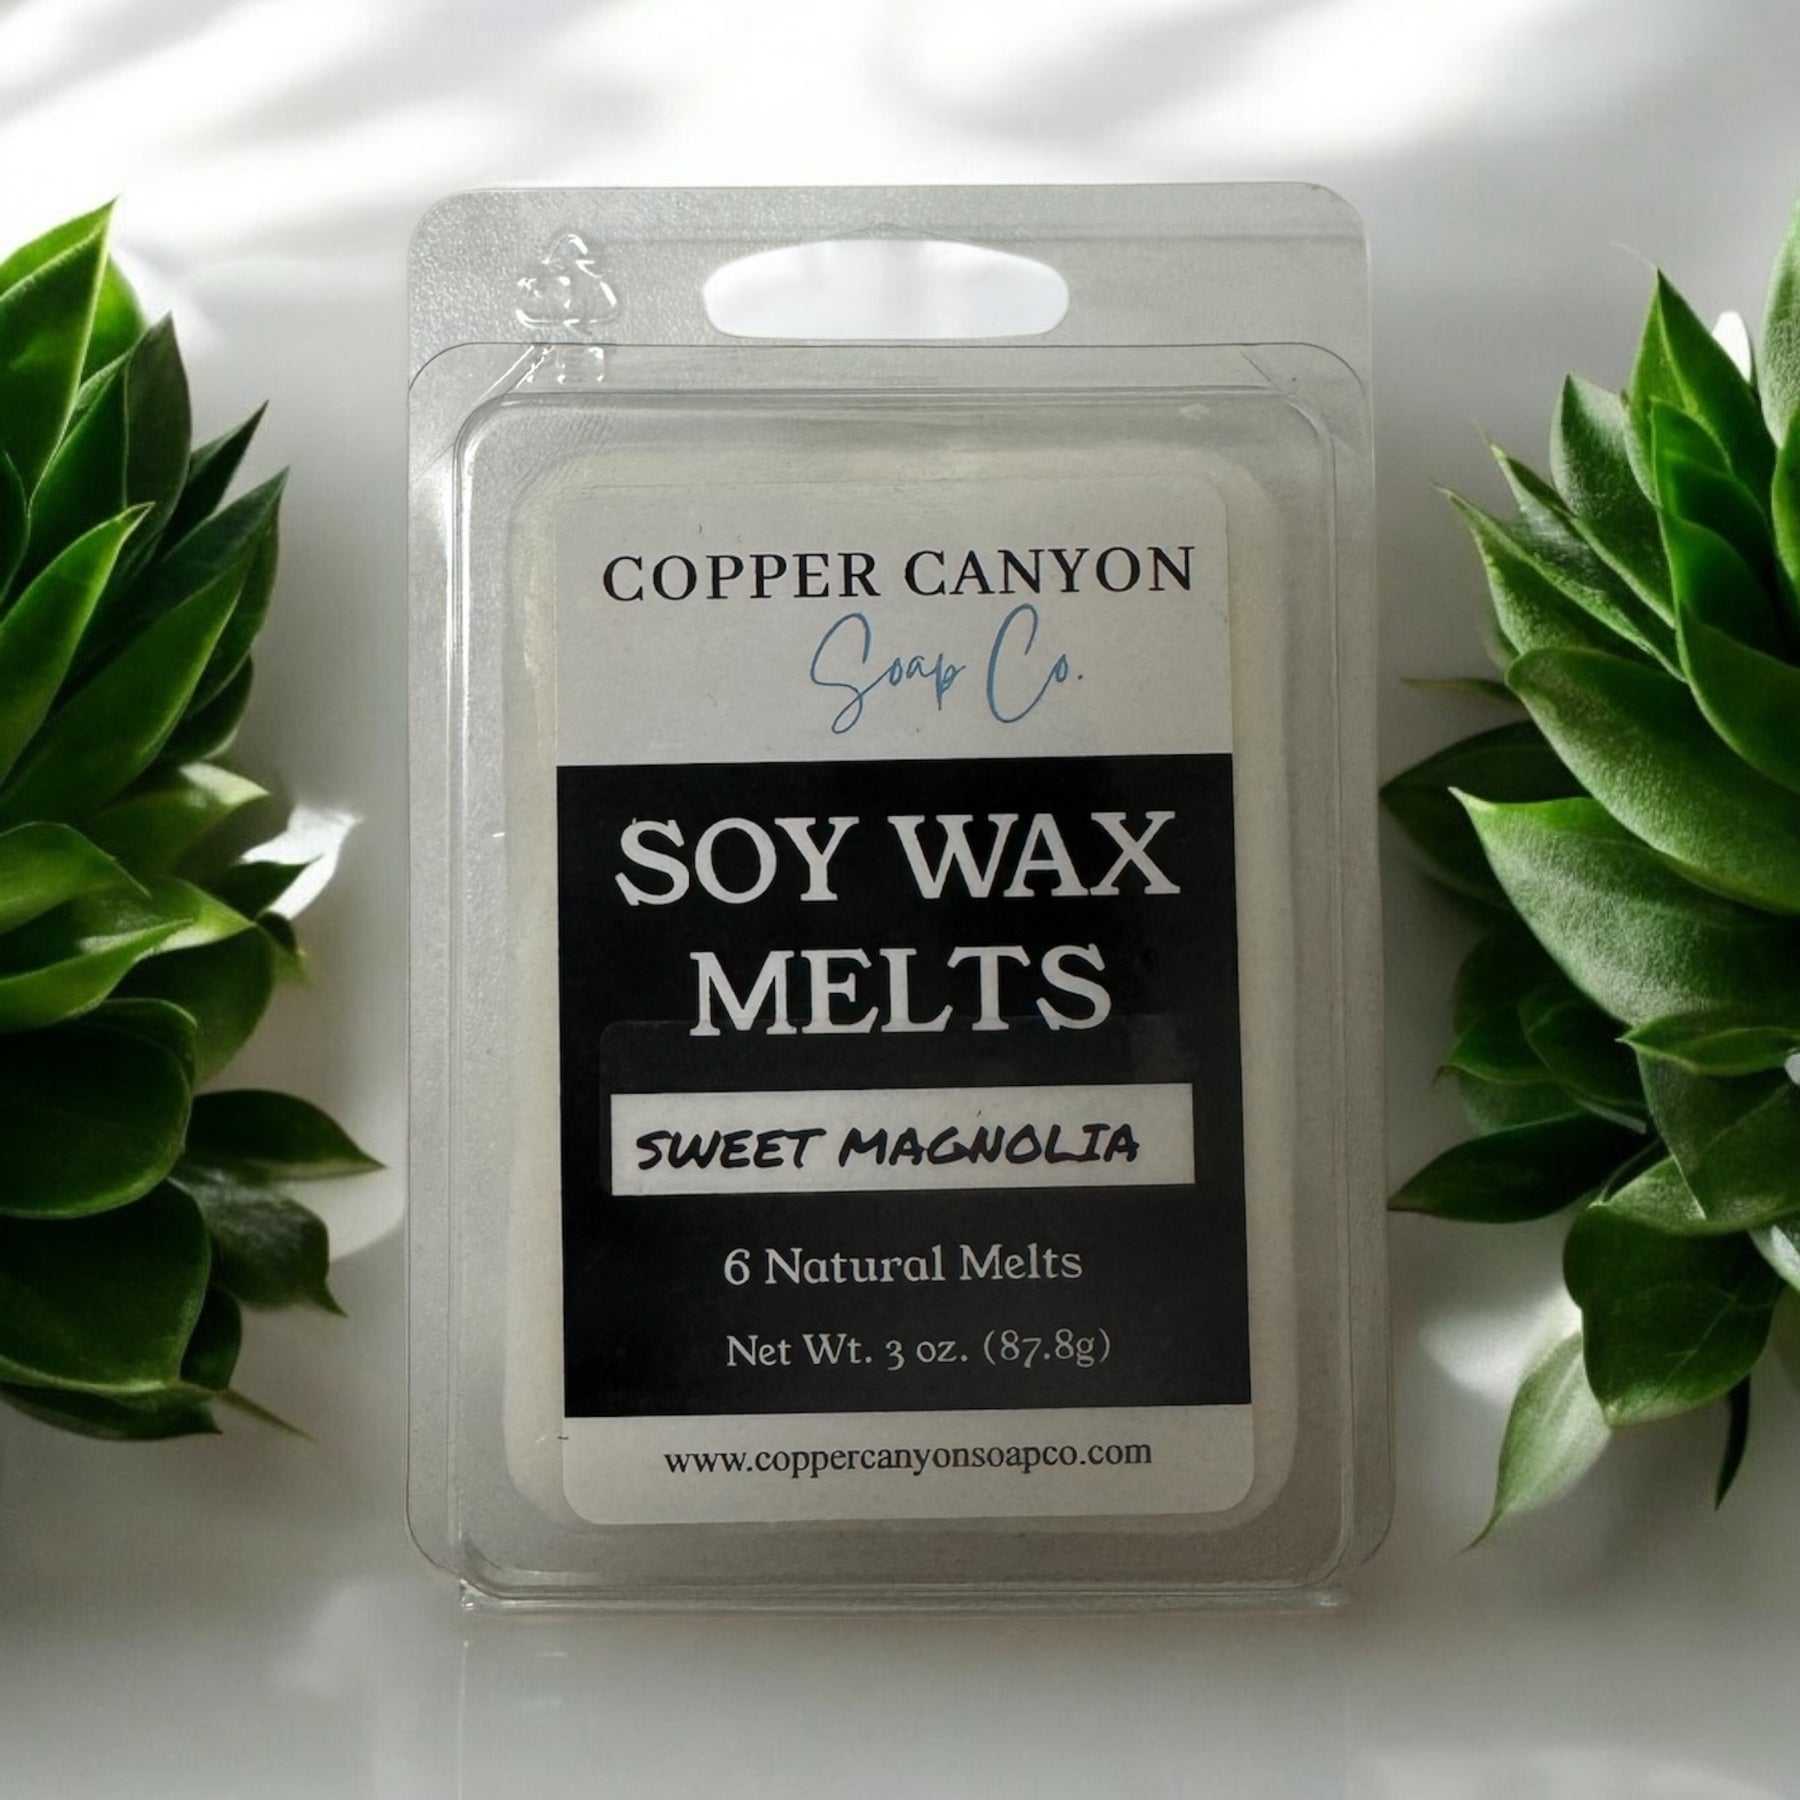 COPPER CANYON
Soap Co.
SOY WAX
MELTS
SWEET MAGNOLIA
6 Natural Melts
Net Wt. 3 oz. (87.8g)
www.coppercanyonsoapco.com